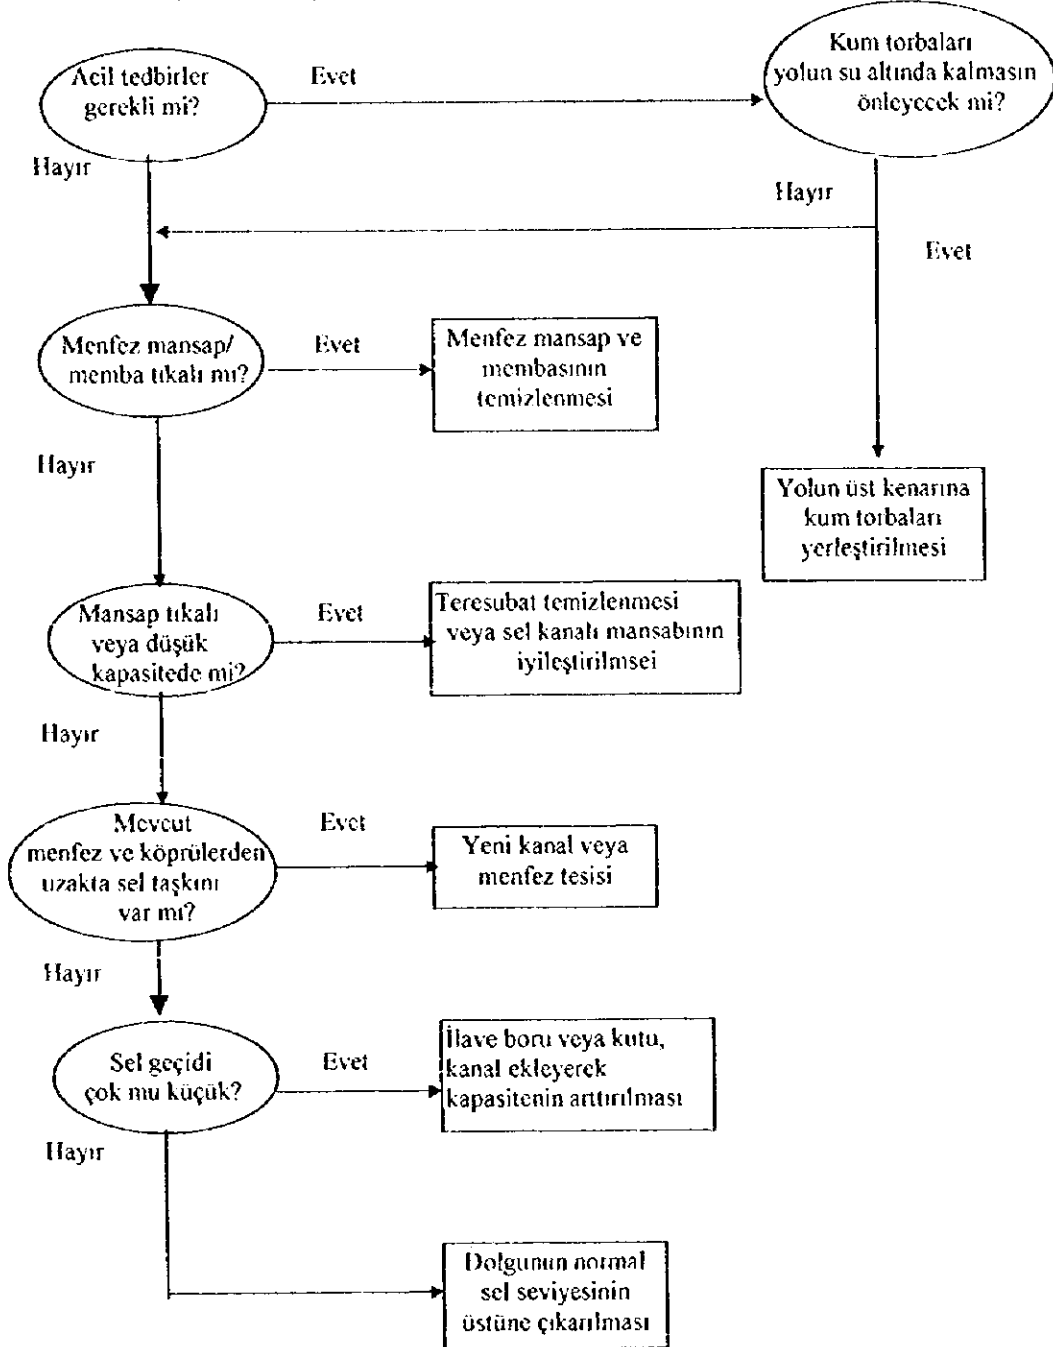 Acil tedbirler
gerekli mi?
Evet
Kum torbaları
yolun su altında kalmasın
önleyecek mi?
Hayır
Hayır
Evet
Menfez mansap/
memba tıkalı mı?
Evet
Menfez mansap ve
membasının
temizlenmesi
Hayır
Yolun üst kenarına
kum torbaları
yerleştirilmesi
Mansap tıkalı
veya düşük
kapasitede mi?
Evet
Teresubat temizlenmesi
veya sel kanalı mansabının
iyileştirilmsei
Hayır
Mevcut
menfez ve köprülerden
uzakta sel taşkını
var mı?
Evet
Yeni kanal veya
menfez tesisi
Hayır
Sel geçidi
çok mu küçük?
Evet
İlave boru veya kutu,
kanal ekleyerek
kapasitenin arttırılması
Hayır
Dolgunun normal
sel seviyesinin
üstüne çıkarılması